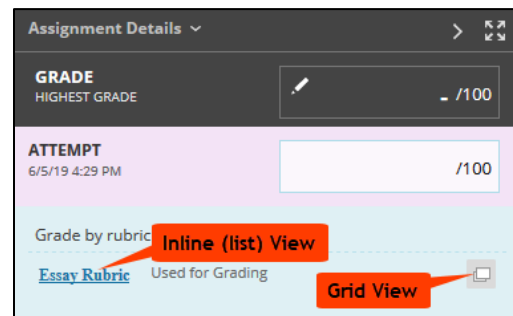 Assignment Details
GRADE
HIGHEST GRADE
- /100
ATTEMPT
6/5/19 4:29 PM
/100
Grade by rubric
Inline (list) View
Essay Rubric Used for Grading
Grid View